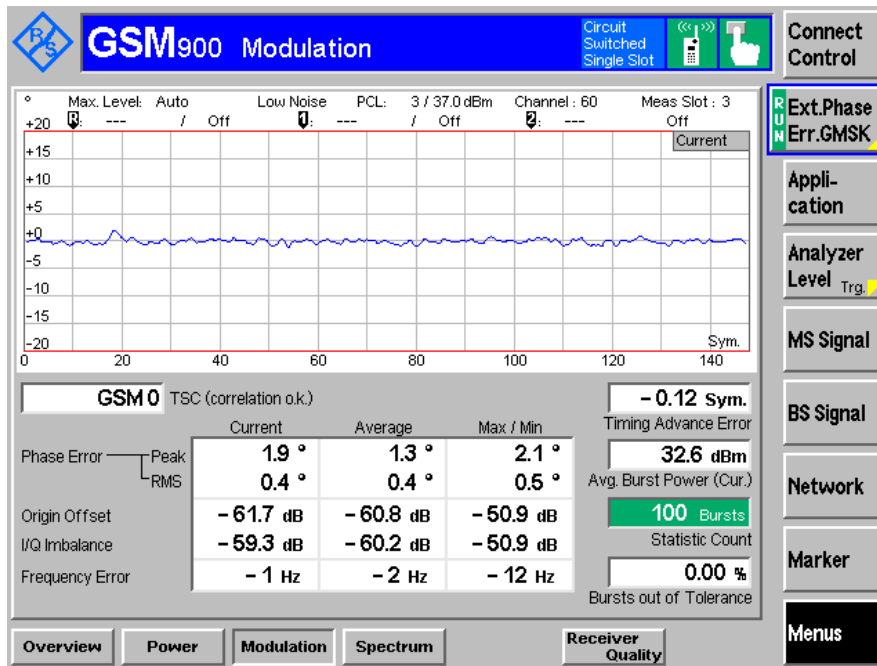 R&S GSM900 Modulation
Circuit
Switched
Single Slot
Connect
Control
° Max. Level: Auto Low Noise PCL: 3 / 37.0 dBm Channel : 60 Meas Slot : 3
R: --- / Off 1: --- / Off 2: --- Off
Current
+20
+15
+10
+5
+0
-5
-10
-15
-20
Sym.
0 20 40 60 80 100 120 140
RUN
Ext.Phase
Err.GMSK
Appli-
cation
Analyzer
Level Trg.
MS Signal
BS Signal
Network
Marker
Menus
GSM 0 TSC (correlation o.k.)
Current Average Max / Min
Phase Error Peak 1.9 ° 1.3 ° 2.1 °
RMS 0.4 ° 0.4 ° 0.5 °
Origin Offset – 61.7 dB – 60.8 dB – 50.9 dB
I/Q Imbalance – 59.3 dB – 60.2 dB – 50.9 dB
Frequency Error – 1 Hz – 2 Hz – 12 Hz
– 0.12 Sym.
Timing Advance Error
32.6 dBm
Avg. Burst Power (Cur.)
100 Bursts
Statistic Count
0.00 %
Bursts out of Tolerance
Overview Power Modulation Spectrum Receiver
Quality